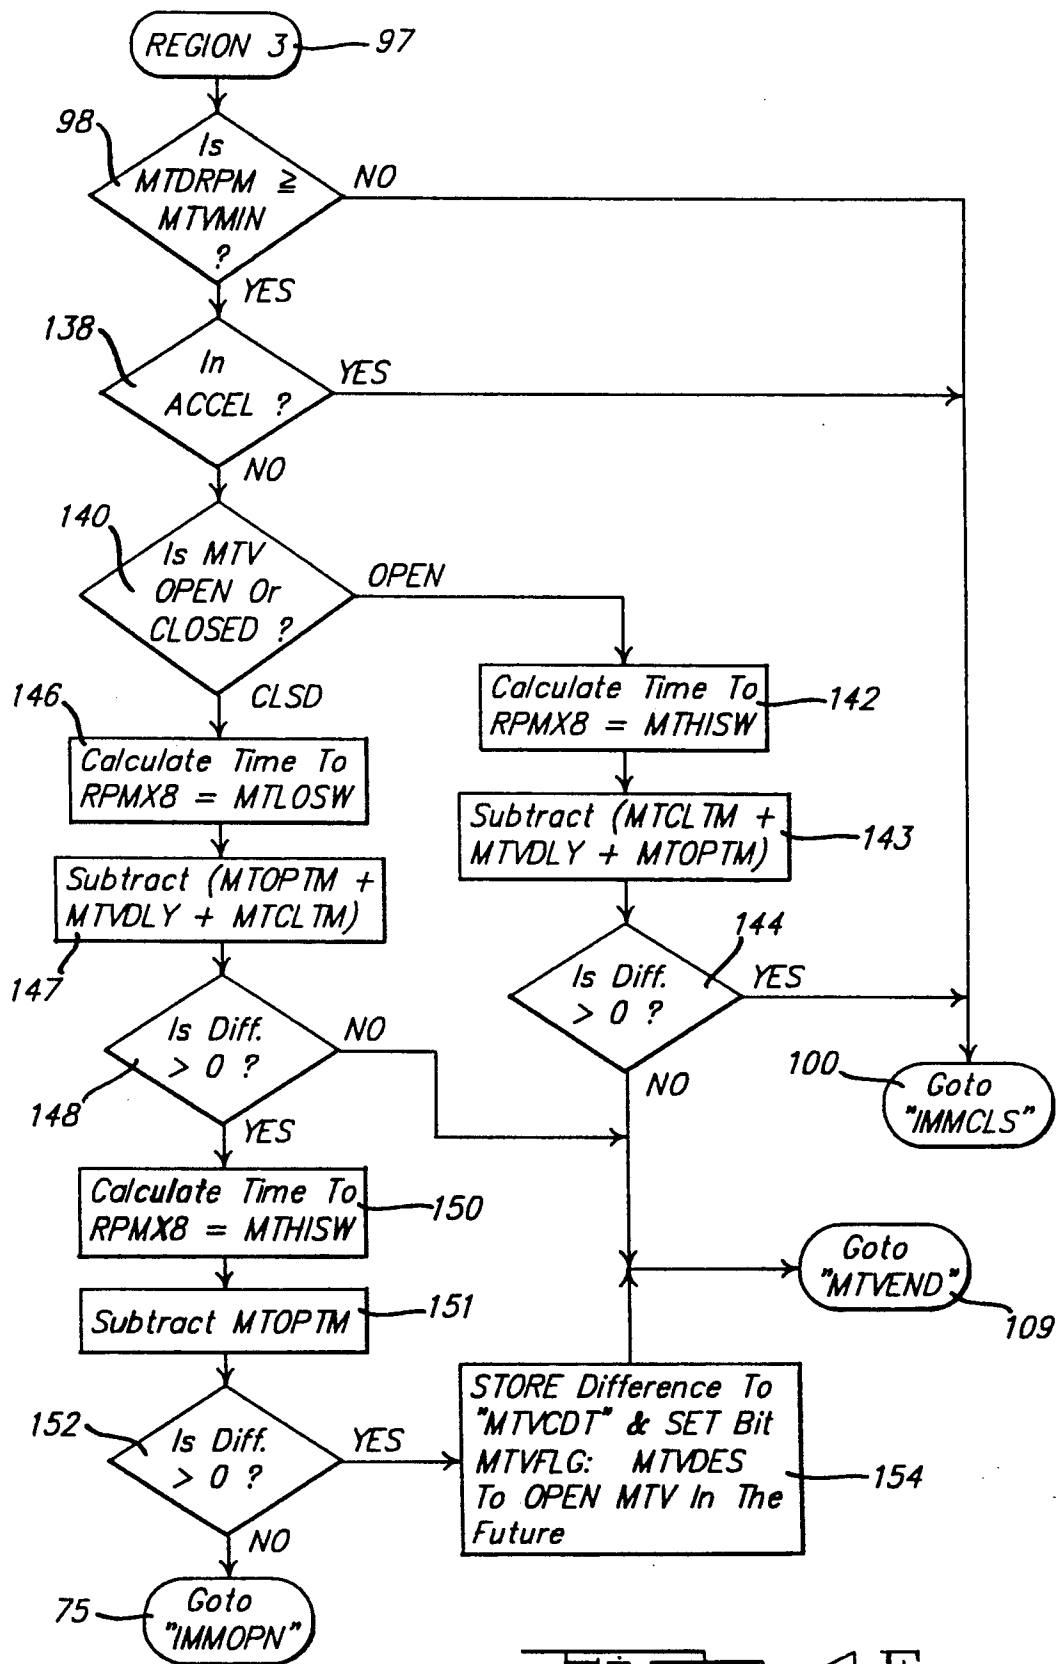 REGION 3
97
98
Is
MTDRPM ≧
MTVMIN
?
NO
YES
138
In
ACCEL ?
YES
NO
140
Is MTV
OPEN Or
CLOSED ?
OPEN
CLSD
146
Calculate Time To
RPMX8 = MTLOSW
Calculate Time To
RPMX8 = MTHISW
142
Subtract (MTOPTM +
MTVDLY + MTCLTM)
147
Subtract (MTCLTM +
MTVDLY + MTOPTM)
143
144
Is Diff.
> 0 ?
YES
NO
Is Diff.
> 0 ?
148
NO
YES
100
Goto
"IMMCLS"
Calculate Time To
RPMX8 = MTHISW
150
Goto
"MTVEND"
109
Subtract MTOPTM
151
152
Is Diff.
> 0 ?
YES
NO
STORE Difference To
"MTVCDT" & SET Bit
MTVFLG: MTVDES
To OPEN MTV In The
Future
154
75
Goto
"IMMOPN"